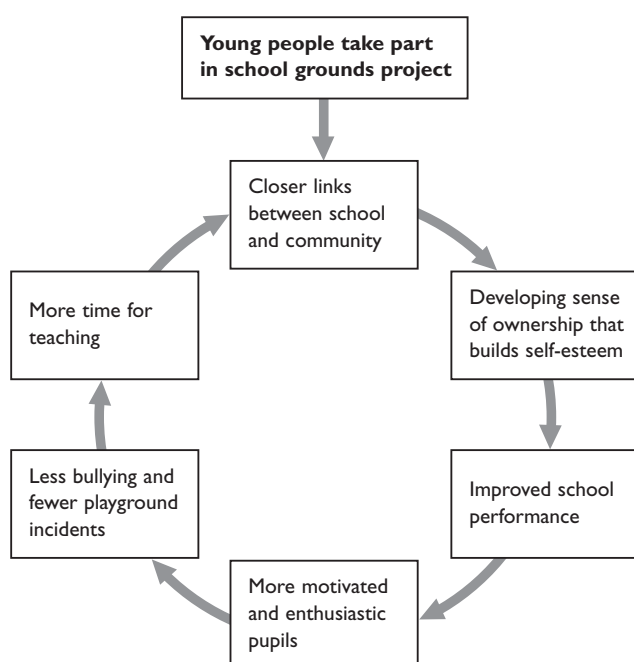 Young people take part
in school grounds project
Closer links
between school
and community
Developing sense
of ownership that
builds self-esteem
Improved school
performance
More motivated
and enthusiastic
pupils
Less bullying and
fewer playground
incidents
More time for
teaching